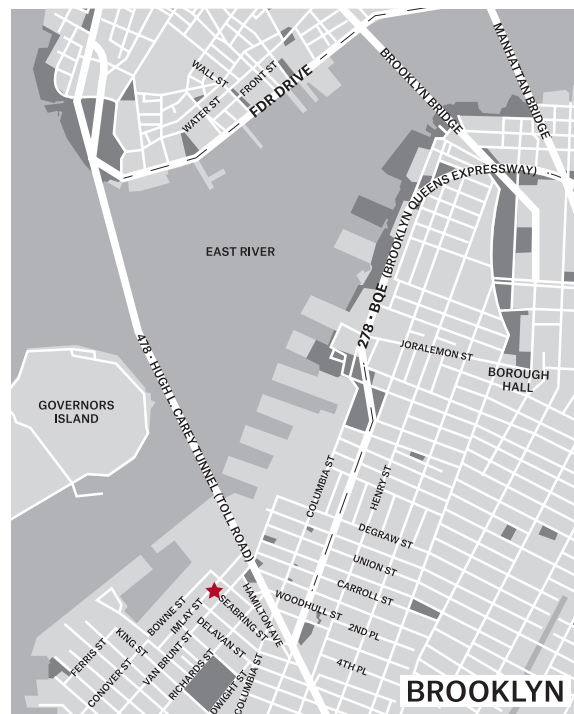 WALL ST
FRONT ST
WATER ST
FDR DRIVE
BROOKLYN BRIDGE
MANHATTAN BRIDGE
278 • BQE (BROOKLYN QUEENS EXPRESSWAY)
EAST RIVER
478 • HUGH L. CAREY TUNNEL (TOLL ROAD)
JORALEMON ST
BOROUGH
HALL
GOVERNORS
ISLAND
COLUMBIA ST
HENRY ST
DEGRAW ST
UNION ST
CARROLL ST
WOODHULL ST
2ND PL
4TH PL
HAMILTON AVE
SEABRING ST
BOWNE ST
IMLAY ST
DELAVAN ST
KING ST
VAN BRUNT ST
FERRIS ST
CONOVER ST
RICHARDS ST
DWIGHT ST
COLUMBIA ST
BROOKLYN